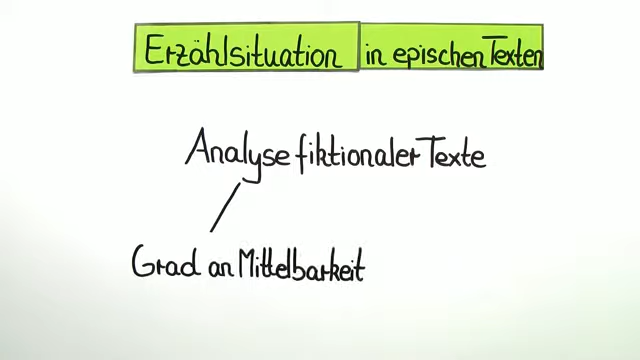 Erzählsituation in epischen Texten
Analyse fiktionaler Texte
Grad an Mittelbarkeit